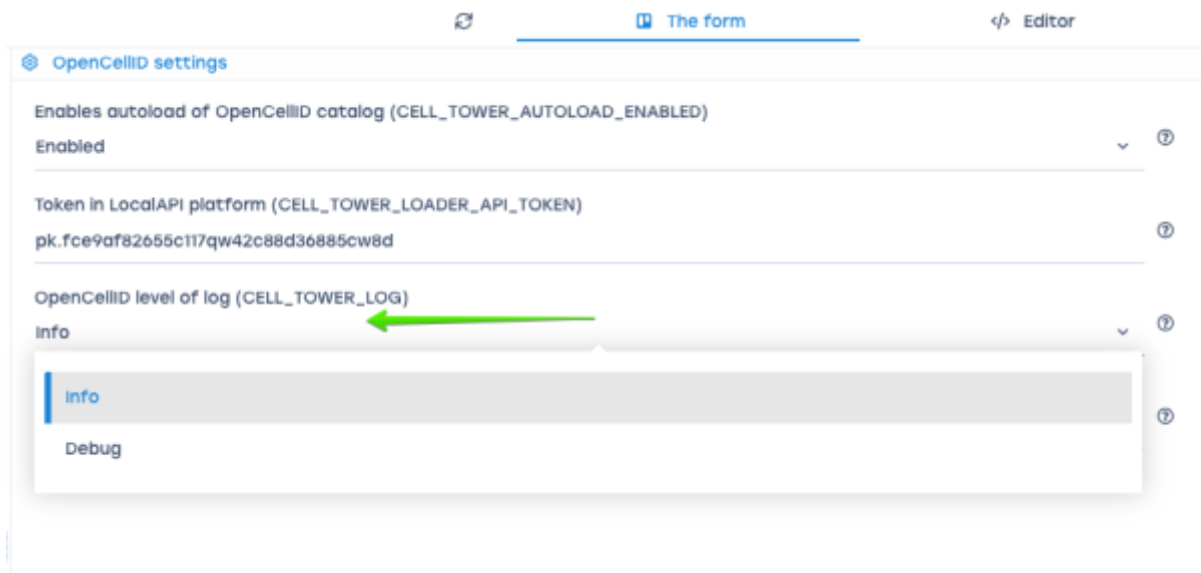 The form
</> Editor
OpenCellID settings
Enables autoload of OpenCellID catalog (CELL_TOWER_AUTOLOAD_ENABLED)
Enabled
Token in LocalAPI platform (CELL_TOWER_LOADER_API_TOKEN)
pk.fce9af82655c117qw42c88d36885cw8d
OpenCellID level of log (CELL_TOWER_LOG)
Info
Info
Debug